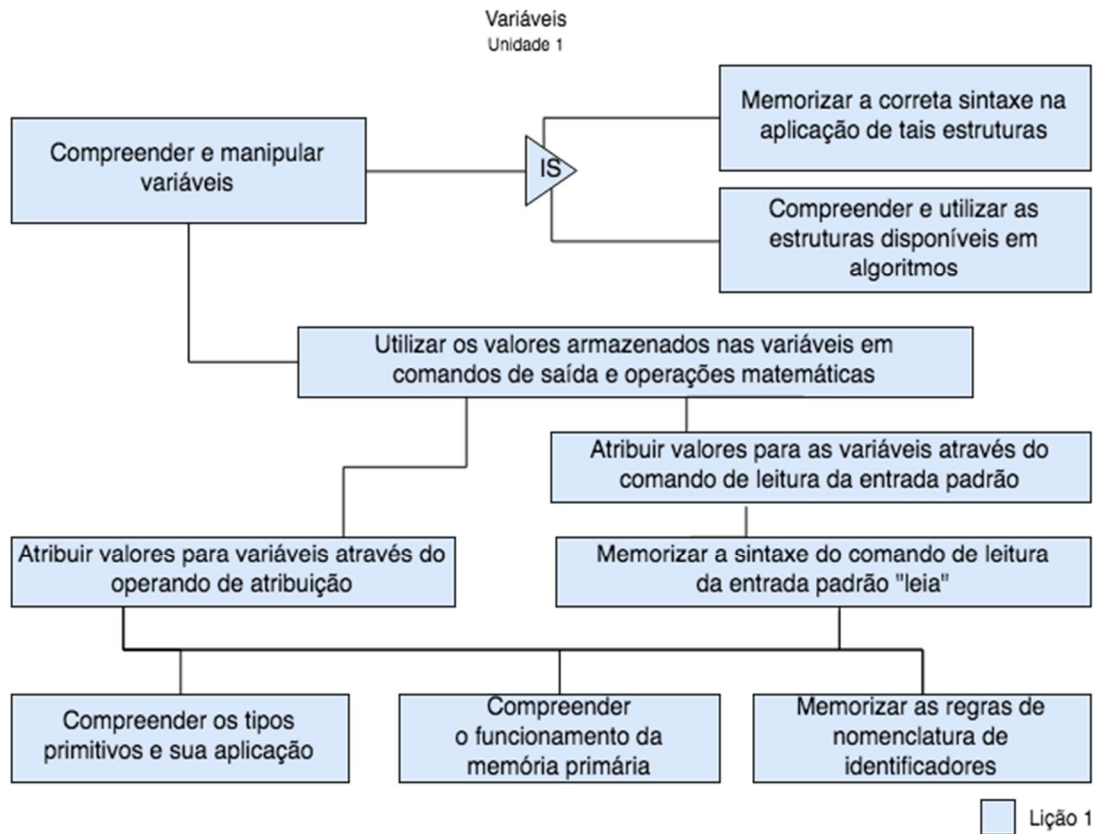 Variáveis
Unidade 1
Memorizar a correta sintaxe na
aplicação de tais estruturas
Compreender e manipular
variáveis
IS
Compreender e utilizar as
estruturas disponíveis em
algoritmos
Utilizar os valores armazenados nas variáveis em
comandos de saída e operações matemáticas
Atribuir valores para as variáveis através do
comando de leitura da entrada padrão
Atribuir valores para variáveis através do
operando de atribuição
Memorizar a sintaxe do comando de leitura
da entrada padrão "leia"
Compreender os tipos
primitivos e sua aplicação
Compreender
o funcionamento da
memória primária
Memorizar as regras de
nomenclatura de
identificadores
Lição 1